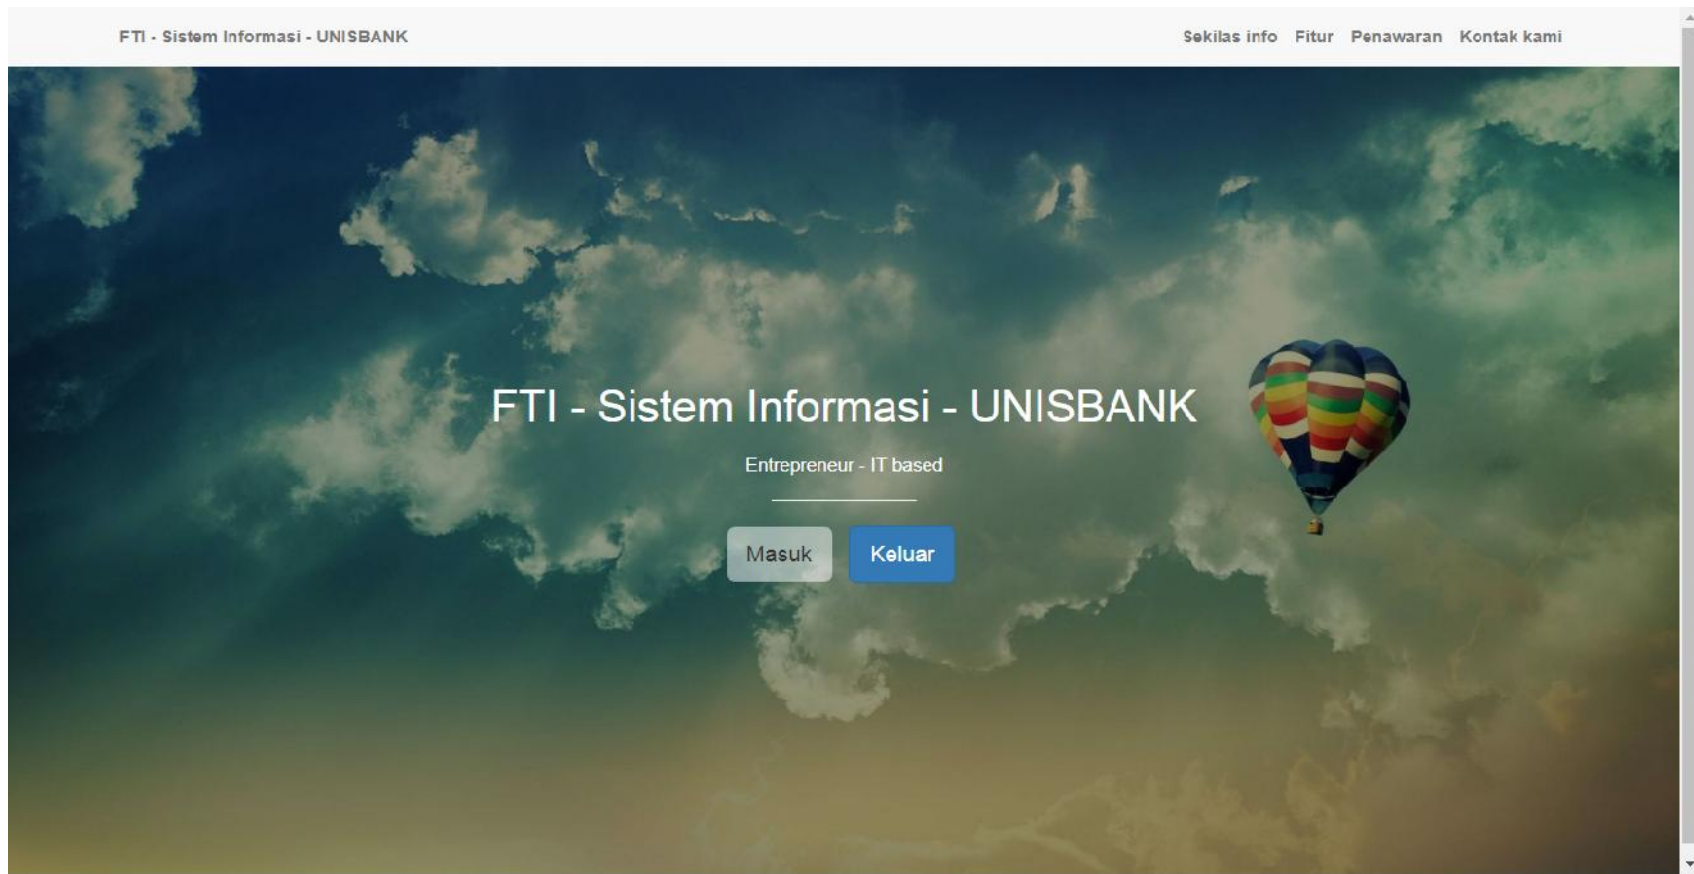 FTI - Sistem Informasi - UNISBANK
Sekilas info Fitur Penawaran Kontak kami
FTI - Sistem Informasi - UNISBANK
Entrepreneur - IT based
Masuk Keluar